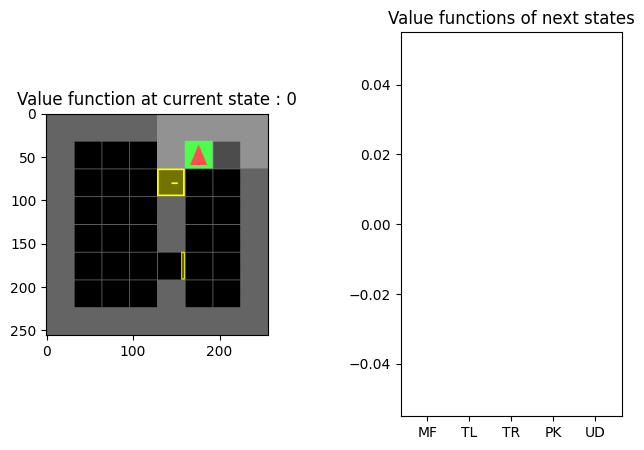 Value function at current state : 0
0
50
100
150
200
250
0
100
200
Value functions of next states
0.04
0.02
0.00
−0.02
−0.04
MF
TL
TR
PK
UD